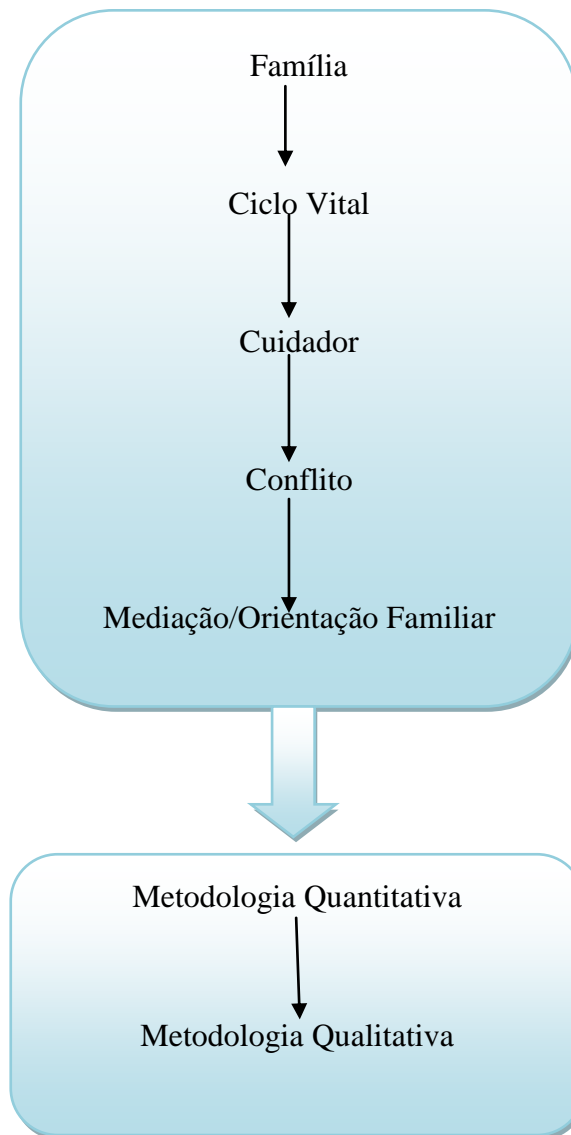 Família
Ciclo Vital
Cuidador
Conflito
Mediação/Orientação Familiar
Metodologia Quantitativa
Metodologia Qualitativa